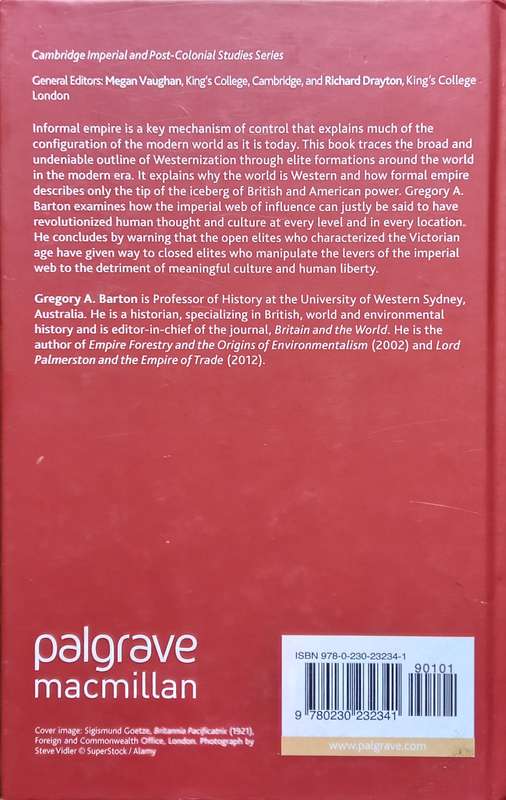 Cambridge Imperial and Post-Colonial Studies Series
General Editors: Megan Vaughan, King's College, Cambridge, and Richard Drayton, King's College
London
Informal empire is a key mechanism of control that explains much of the
configuration of the modern world as it is today. This book traces the broad and
undeniable outline of Westernization through elite formations around the world
in the modern era. It explains why the world is Western and how formal empire
describes only the tip of the iceberg of British and American power. Gregory A.
Barton examines how the imperial web of influence can justly be said to have
revolutionized human thought and culture at every level and in every location.
He concludes by warning that the open elites who characterized the Victorian
age have given way to closed elites who manipulate the levers of the imperial
web to the detriment of meaningful culture and human liberty.
Gregory A. Barton is Professor of History at the University of Western Sydney,
Australia. He is a historian, specializing in British, world and environmental
history and is editor-in-chief of the journal, Britain and the World. He is the
author of Empire Forestry and the Origins of Environmentalism (2002) and Lord
Palmerston and the Empire of Trade (2012).
palgrave
macmillan
ISBN 978-0-230-23234-1
90101
9 780230 232341
www.palgrave.com
Cover image: Sigismund Goetze, Britannia Pacificatrix (1921),
Foreign and Commonwealth Office, London. Photograph by
Steve Vidler © SuperStock / Alamy